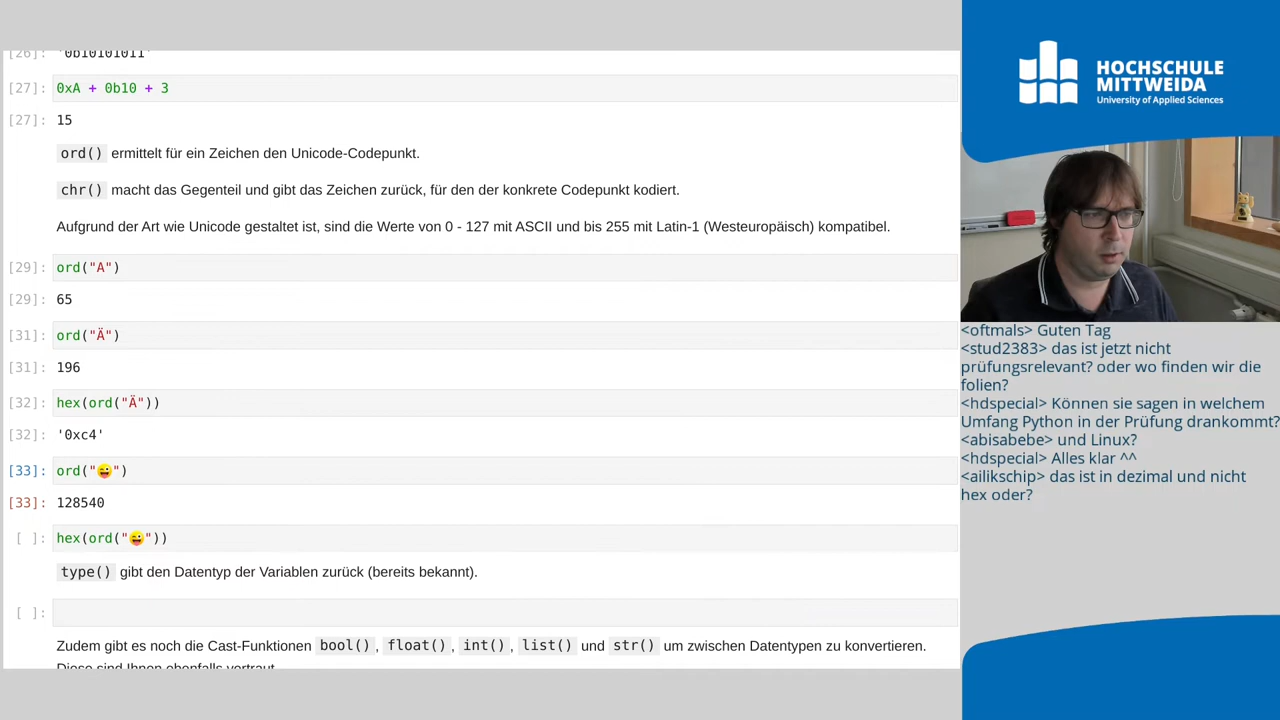 [26]: '0b10101011'
[27]: 0xA + 0b10 + 3
[27]: 15
ord() ermittelt für ein Zeichen den Unicode-Codepunkt.
chr() macht das Gegenteil und gibt das Zeichen zurück, für den der konkrete Codepunkt kodiert.
Aufgrund der Art wie Unicode gestaltet ist, sind die Werte von 0 - 127 mit ASCII und bis 255 mit Latin-1 (Westeuropäisch) kompatibel.
[29]: ord("A")
[29]: 65
[31]: ord("Ä")
[31]: 196
[32]: hex(ord("Ä"))
[32]: '0xc4'
[33]: ord("😜")
[33]: 128540
[ ]: hex(ord("😜"))
type() gibt den Datentyp der Variablen zurück (bereits bekannt).
[ ]:
Zudem gibt es noch die Cast-Funktionen bool(), float(), int(), list() und str() um zwischen Datentypen zu konvertieren.
Diese sind Ihnen ebenfalls vertraut.
HOCHSCHULE
MITTWEIDA
University of Applied Sciences
<oftmals> Guten Tag
<stud2383> das ist jetzt nicht
prüfungsrelevant? oder wo finden wir die
folien?
<hdspecial> Können sie sagen in welchem
Umfang Python in der Prüfung drankommt?
<abisabebe> und Linux?
<hdspecial> Alles klar ^^
<ailikschip> das ist in dezimal und nicht
hex oder?